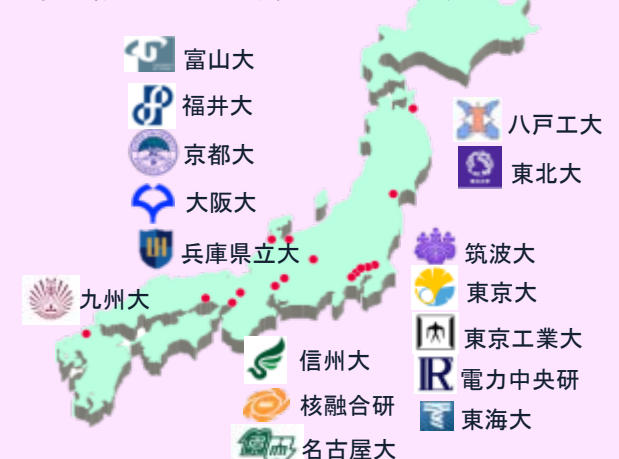 富山大
福井大
京都大
大阪大
兵庫県立大
九州大
八戸工大
東北大
筑波大
東京大
東京工業大
電力中央研
東海大
信州大
核融合研
名古屋大